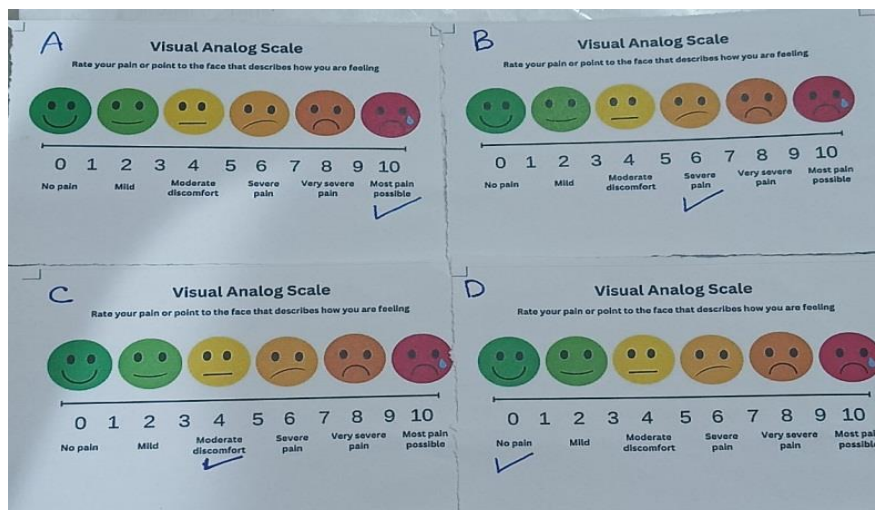 A
Visual Analog Scale
Rate your pain or point to the face that describes how you are feeling
0 1 2 3 4 5 6 7 8 9 10
No pain Mild Moderate discomfort Severe pain Very severe pain Most pain possible
B
Visual Analog Scale
Rate your pain or point to the face that describes how you are feeling
0 1 2 3 4 5 6 7 8 9 10
No pain Mild Moderate discomfort Severe pain Very severe pain Most pain possible
C
Visual Analog Scale
Rate your pain or point to the face that describes how you are feeling
0 1 2 3 4 5 6 7 8 9 10
No pain Mild Moderate discomfort Severe pain Very severe pain Most pain possible
D
Visual Analog Scale
Rate your pain or point to the face that describes how you are feeling
0 1 2 3 4 5 6 7 8 9 10
No pain Mild Moderate discomfort Severe pain Very severe pain Most pai possibl